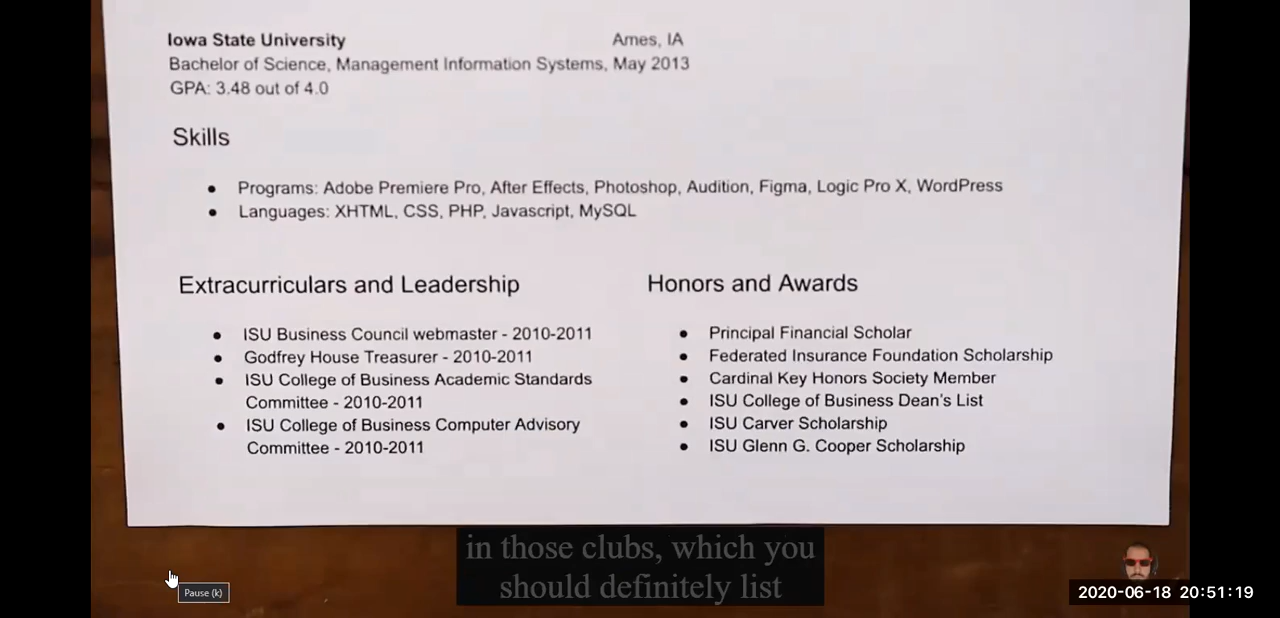 Iowa State University Ames, IA
Bachelor of Science, Management Information Systems, May 2013
GPA: 3.48 out of 4.0
Skills
● Programs: Adobe Premiere Pro, After Effects, Photoshop, Audition, Figma, Logic Pro X, WordPress
● Languages: XHTML, CSS, PHP, Javascript, MySQL
Extracurriculars and Leadership
● ISU Business Council webmaster - 2010-2011
● Godfrey House Treasurer - 2010-2011
● ISU College of Business Academic Standards
Committee - 2010-2011
● ISU College of Business Computer Advisory
Committee - 2010-2011
Honors and Awards
● Principal Financial Scholar
● Federated Insurance Foundation Scholarship
● Cardinal Key Honors Society Member
● ISU College of Business Dean's List
● ISU Carver Scholarship
● ISU Glenn G. Cooper Scholarship
in those clubs, which you
should definitely list
Pause (k)
2020-06-18 20:51:19